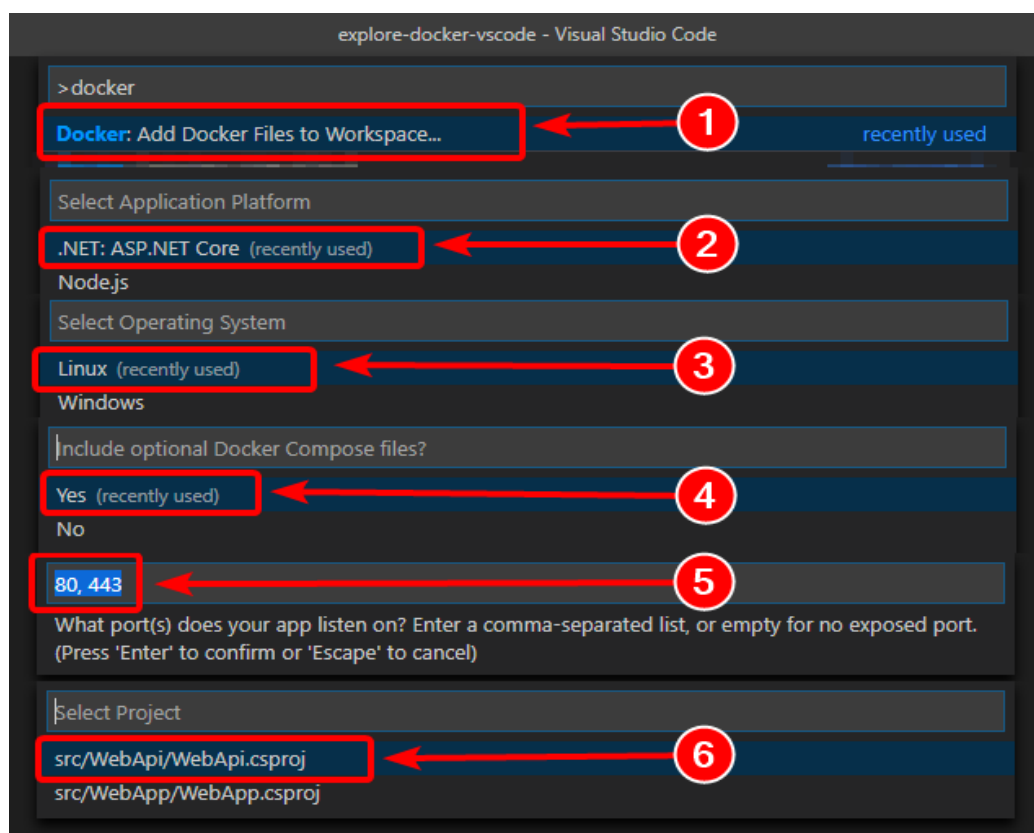 explore-docker-vscode - Visual Studio Code
>docker
Docker: Add Docker Files to Workspace...
recently used
1
Select Application Platform
.NET: ASP.NET Core (recently used)
2
Node.js
Select Operating System
Linux (recently used)
3
Windows
Include optional Docker Compose files?
Yes (recently used)
4
No
80, 443
5
What port(s) does your app listen on? Enter a comma-separated list, or empty for no exposed port.
(Press 'Enter' to confirm or 'Escape' to cancel)
Select Project
src/WebApi/WebApi.csproj
6
src/WebApp/WebApp.csproj